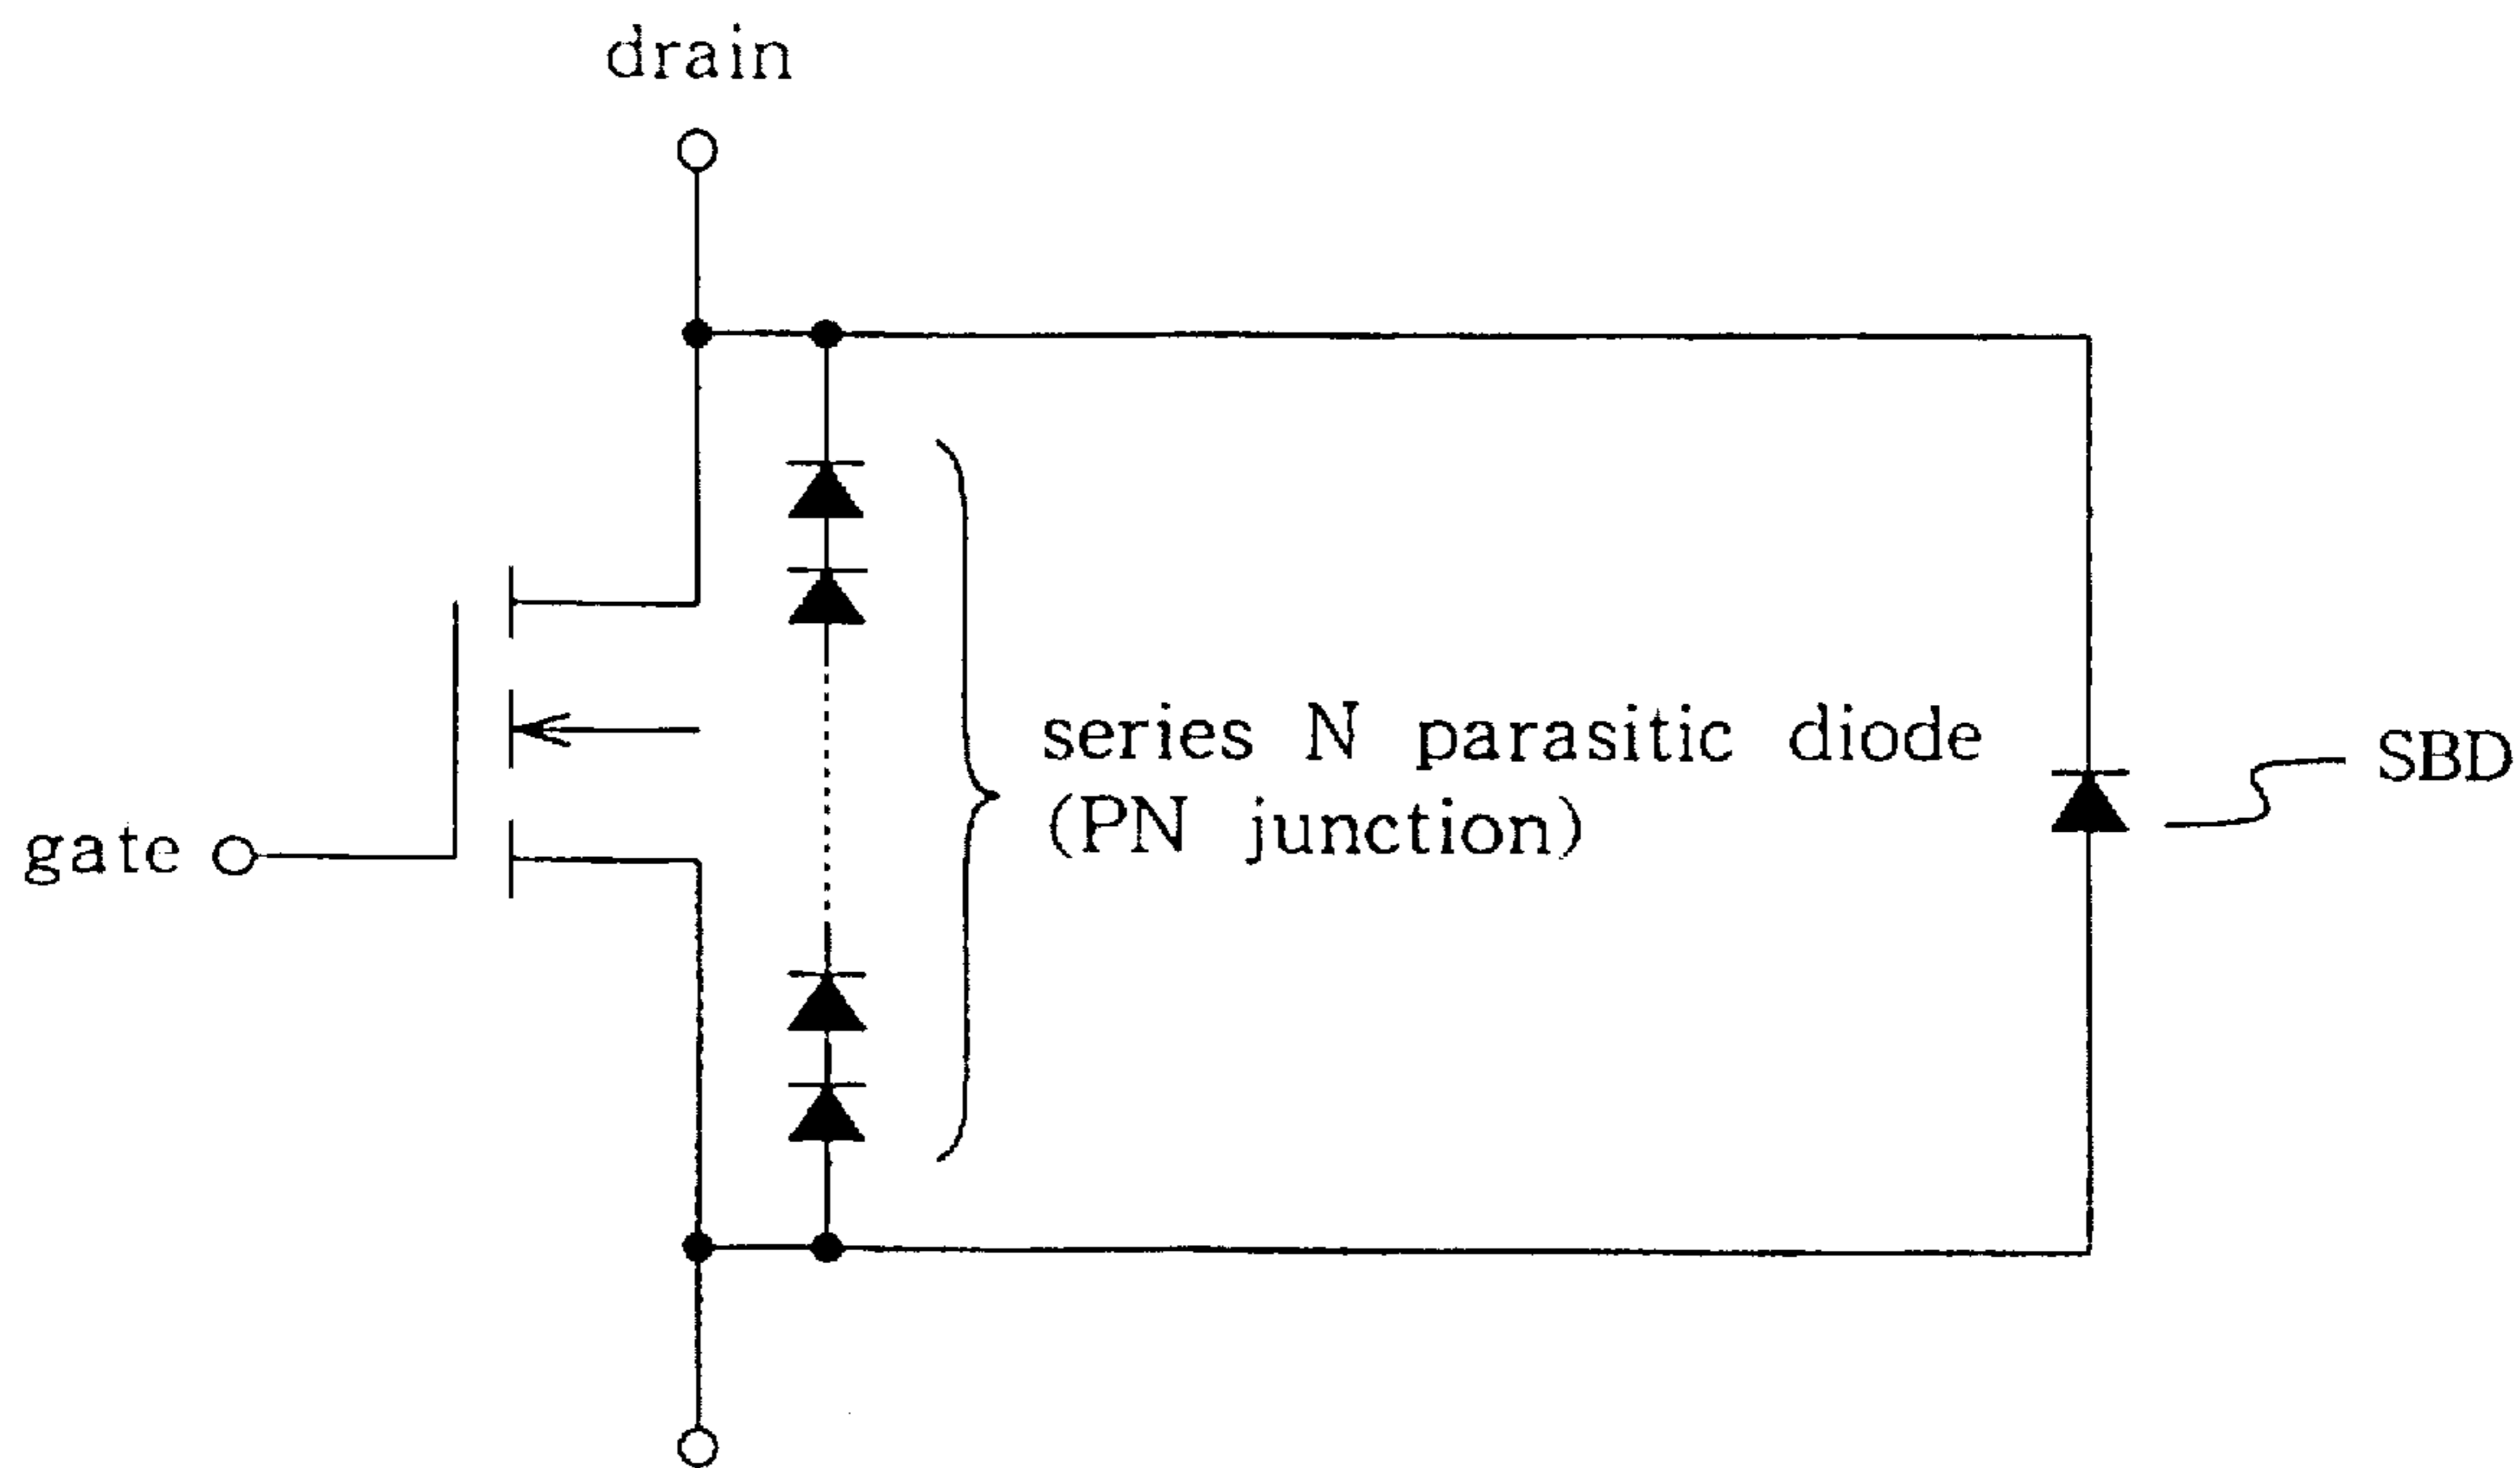 drain
series N parasitic diode
(PN junction)
SBD
gate